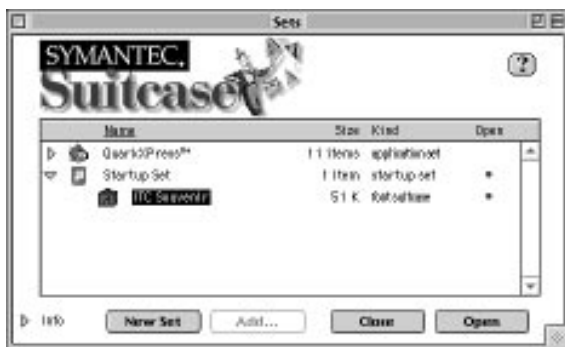 Sets
SYMANTEC.
Suitcase
?
Name Size Kind Open
QuarkXPress™ 11 items application set
Startup Set 1 item startup set
ITC Souvenir 51 K font suitcase
Info New Set Add... Close Open